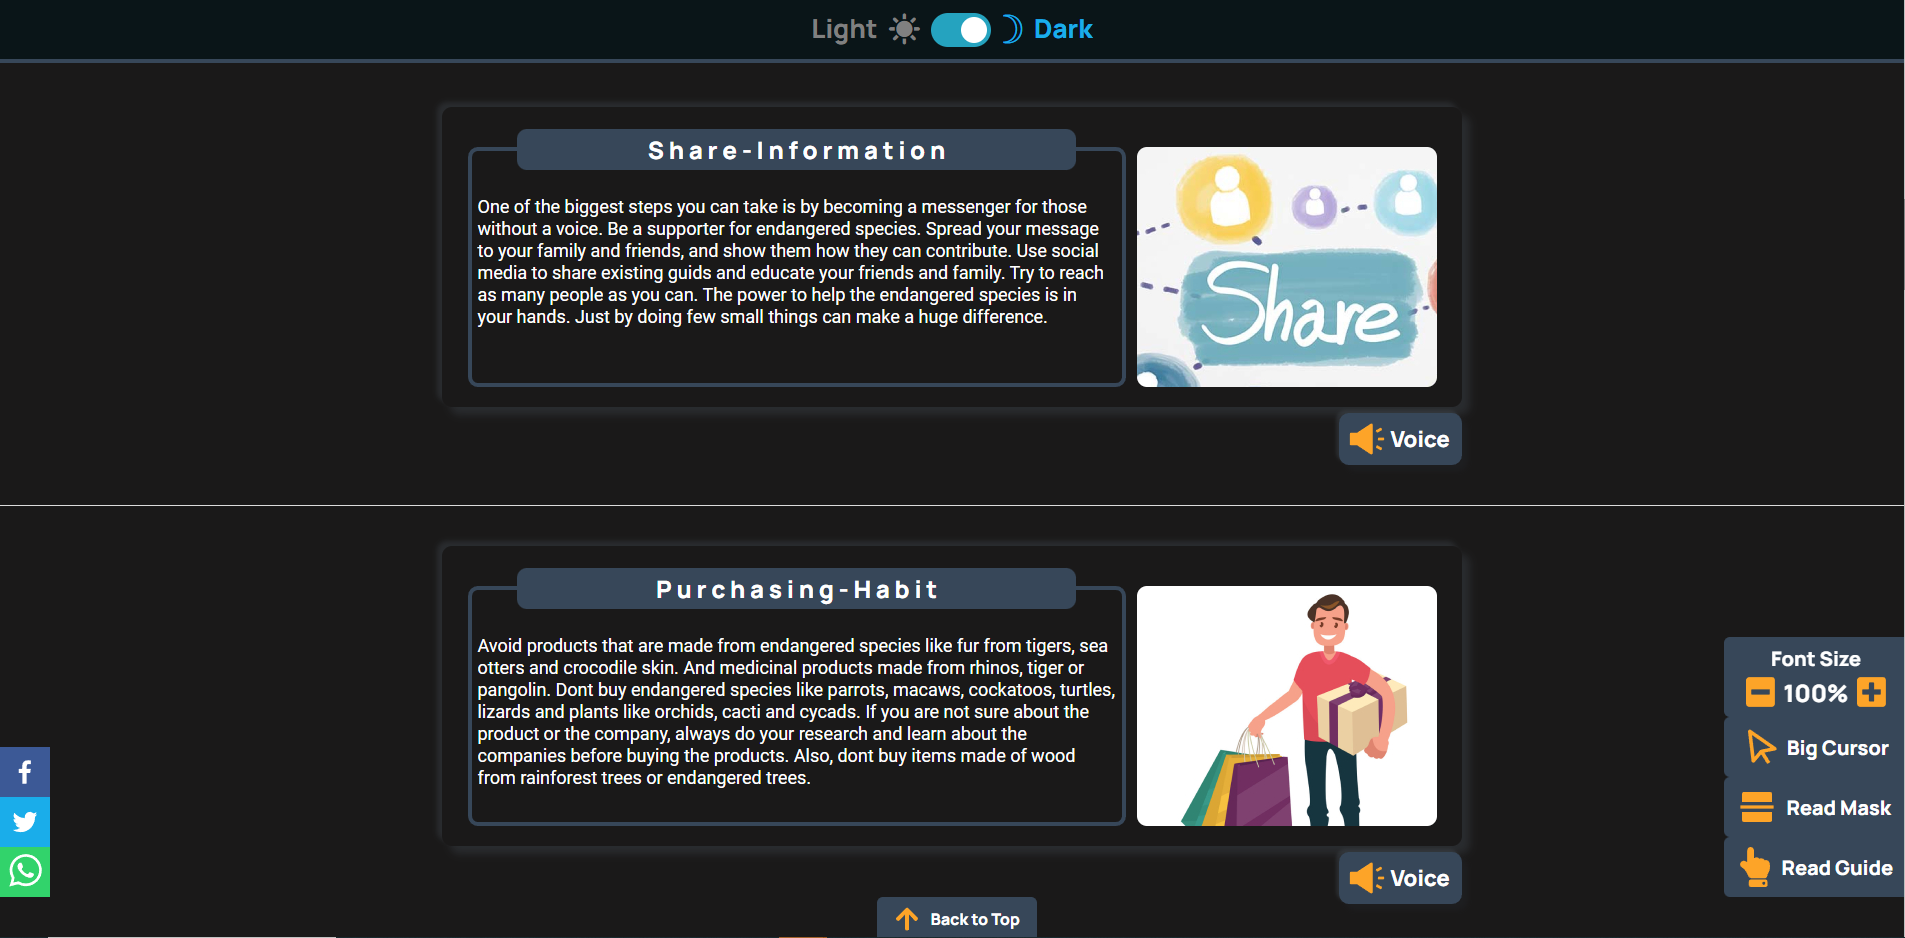 Light Dark
Share-Information
One of the biggest steps you can take is by becoming a messenger for those
without a voice. Be a supporter for endangered species. Spread your message
to your family and friends, and show them how they can contribute. Use social
media to share existing guids and educate your friends and family. Try to reach
as many people as you can. The power to help the endangered species is in
your hands. Just by doing few small things can make a huge difference.
Share
Voice
Purchasing-Habit
Avoid products that are made from endangered species like fur from tigers, sea
otters and crocodile skin. And medicinal products made from rhinos, tiger or
pangolin. Dont buy endangered species like parrots, macaws, cockatoos, turtles,
lizards and plants like orchids, cacti and cycads. If you are not sure about the
product or the company, always do your research and learn about the
companies before buying the products. Also, dont buy items made of wood
from rainforest trees or endangered trees.
Voice
Font Size
100%
Big Cursor
Read Mask
Read Guide
Back to Top